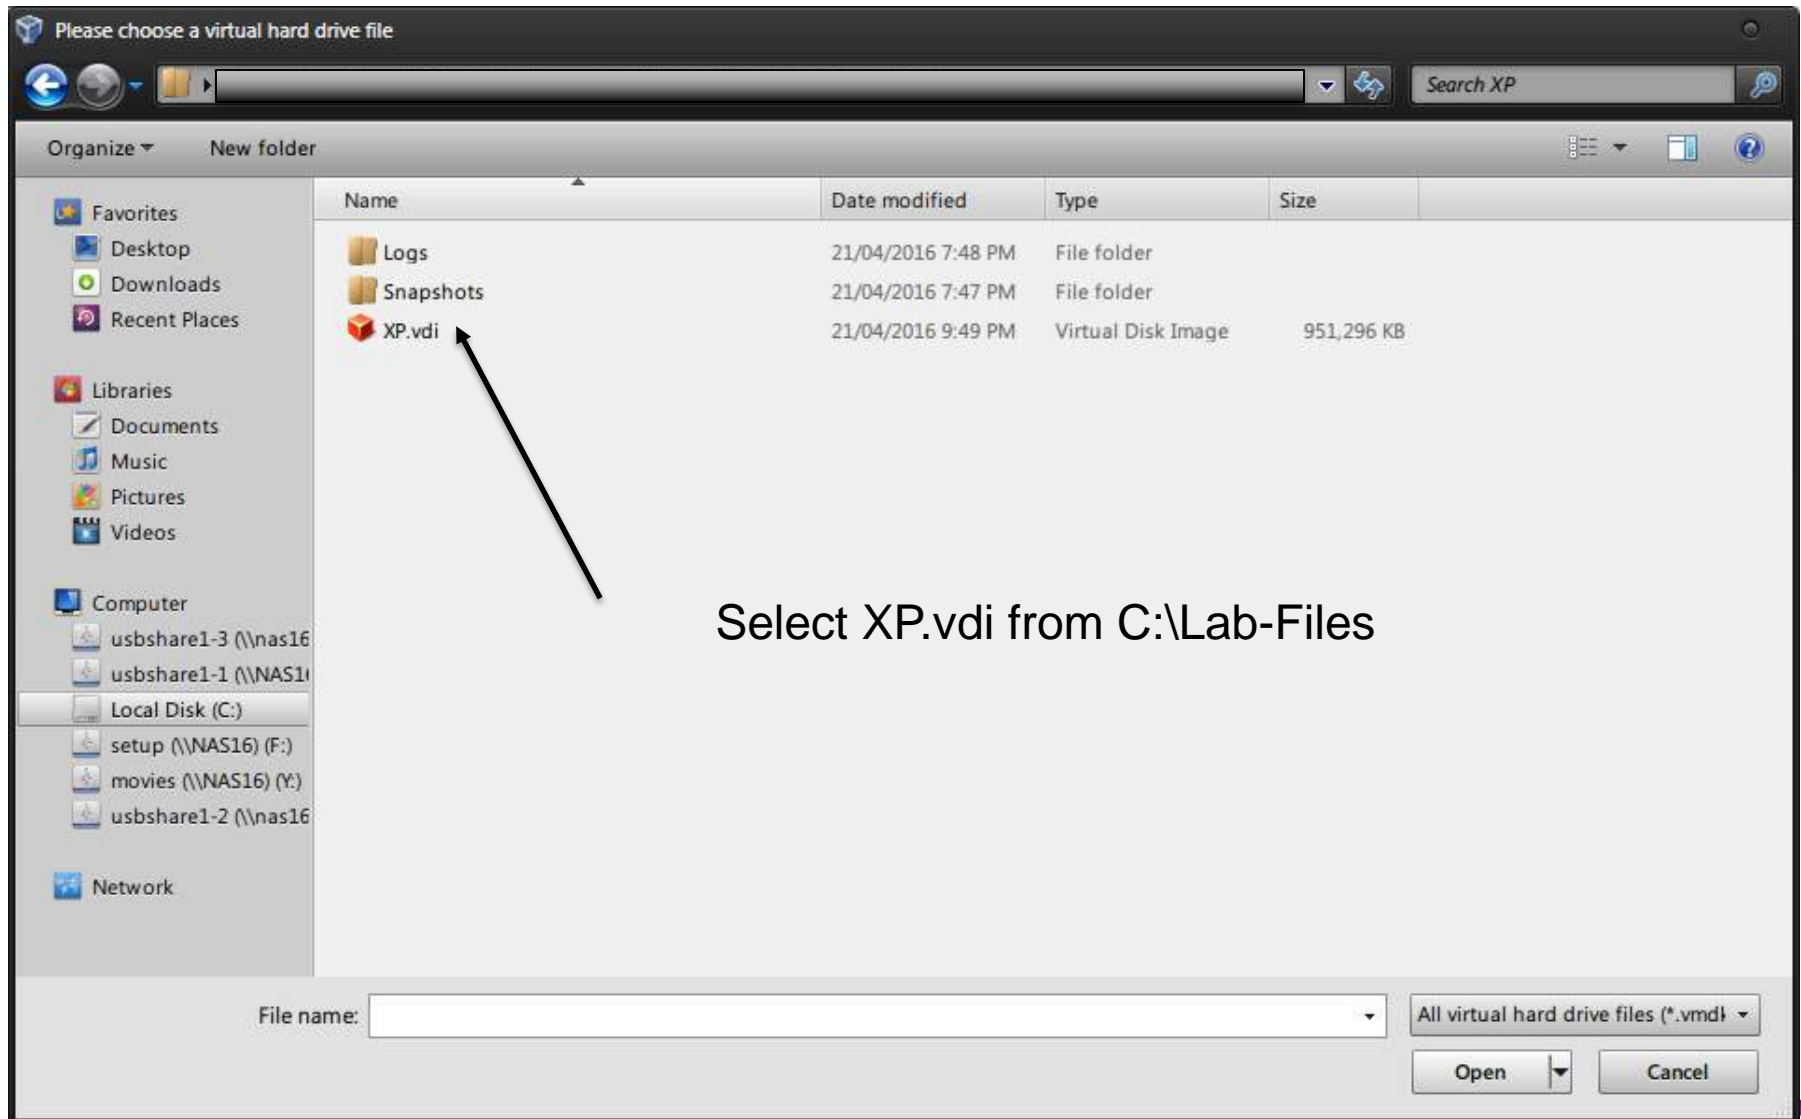 Please choose a virtual hard drive file
Search XP
Organize
New folder
Name
Date modified
Type
Size
Favorites
Desktop
Downloads
Recent Places
Libraries
Documents
Music
Pictures
Videos
Computer
usbshare1-3 (\\nas16
usbshare1-1 (\\NAS1
Local Disk (C:)
setup (\\NAS16) (F:)
movies (\\NAS16) (Y:)
usbshare1-2 (\\nas16
Network
Logs 21/04/2016 7:48 PM File folder
Snapshots 21/04/2016 7:47 PM File folder
XP.vdi 21/04/2016 9:49 PM Virtual Disk Image 951,296 KB
Select XP.vdi from C:\Lab-Files
File name:
All virtual hard drive files (*.vmd
Open
Cancel